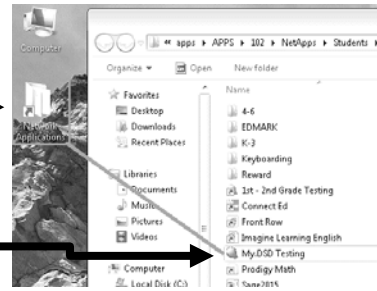 Computer
« apps ▸ APPS ▸ 102 ▸ NetApps ▸ Students ▸
Organize ▾ Open New folder
Network
Applications
Favorites
Desktop
Downloads
Recent Places
Libraries
Documents
Music
Pictures
Videos
Computer
Local Disk (C:)
Name
4-6
EDMARK
K-3
Keyboarding
Reward
1st - 2nd Grade Testing
Connect Ed
Front Row
Imagine Learning English
My.DSD Testing
Prodigy Math
Sage2015